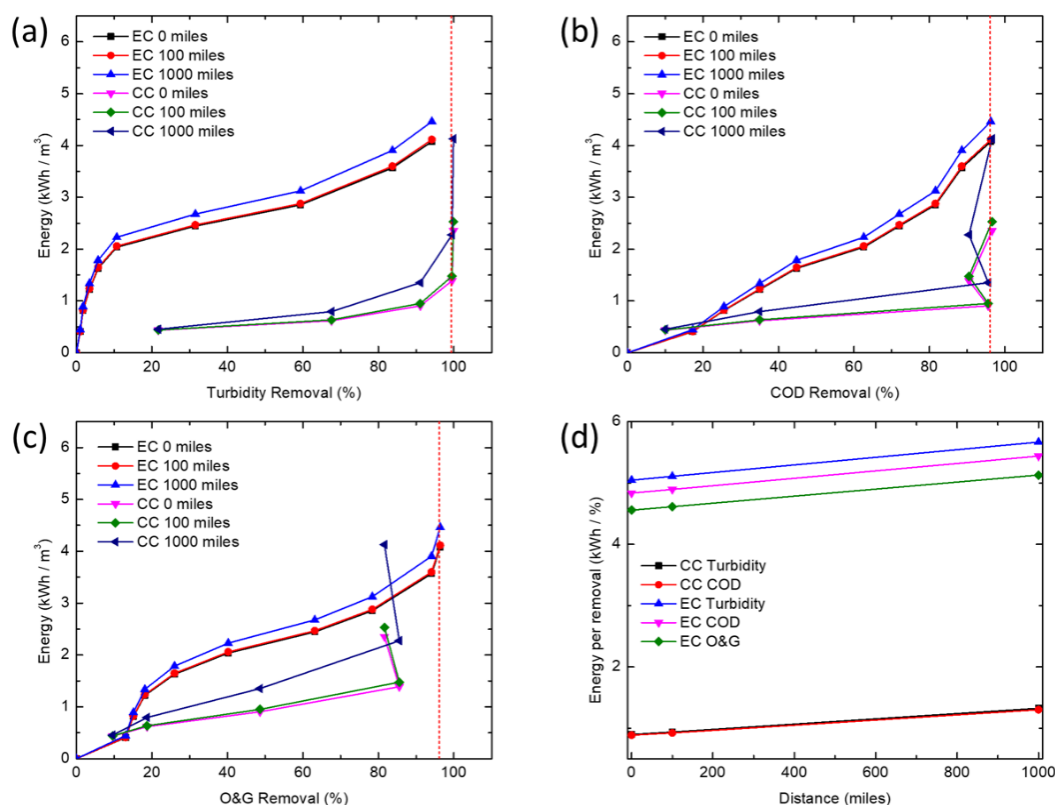 (a)
EC 0 miles
EC 100 miles
EC 1000 miles
CC 0 miles
CC 100 miles
CC 1000 miles
Energy (kWh / m³)
6
5
4
3
2
1
0
0 20 40 60 80 100
Turbidity Removal (%)
(b)
EC 0 miles
EC 100 miles
EC 1000 miles
CC 0 miles
CC 100 miles
CC 1000 miles
Energy (kWh / m³)
6
5
4
3
2
1
0
0 20 40 60 80 100
COD Removal (%)
(c)
EC 0 miles
EC 100 miles
EC 1000 miles
CC 0 miles
CC 100 miles
CC 1000 miles
Energy (kWh / m³)
6
5
4
3
2
1
0
0 20 40 60 80 100
O&G Removal (%)
(d)
CC Turbidity
CC COD
EC Turbidity
EC COD
EC O&G
Energy per removal (kWh / %)
6
5
4
2
1
0 200 400 600 800 1000
Distance (miles)